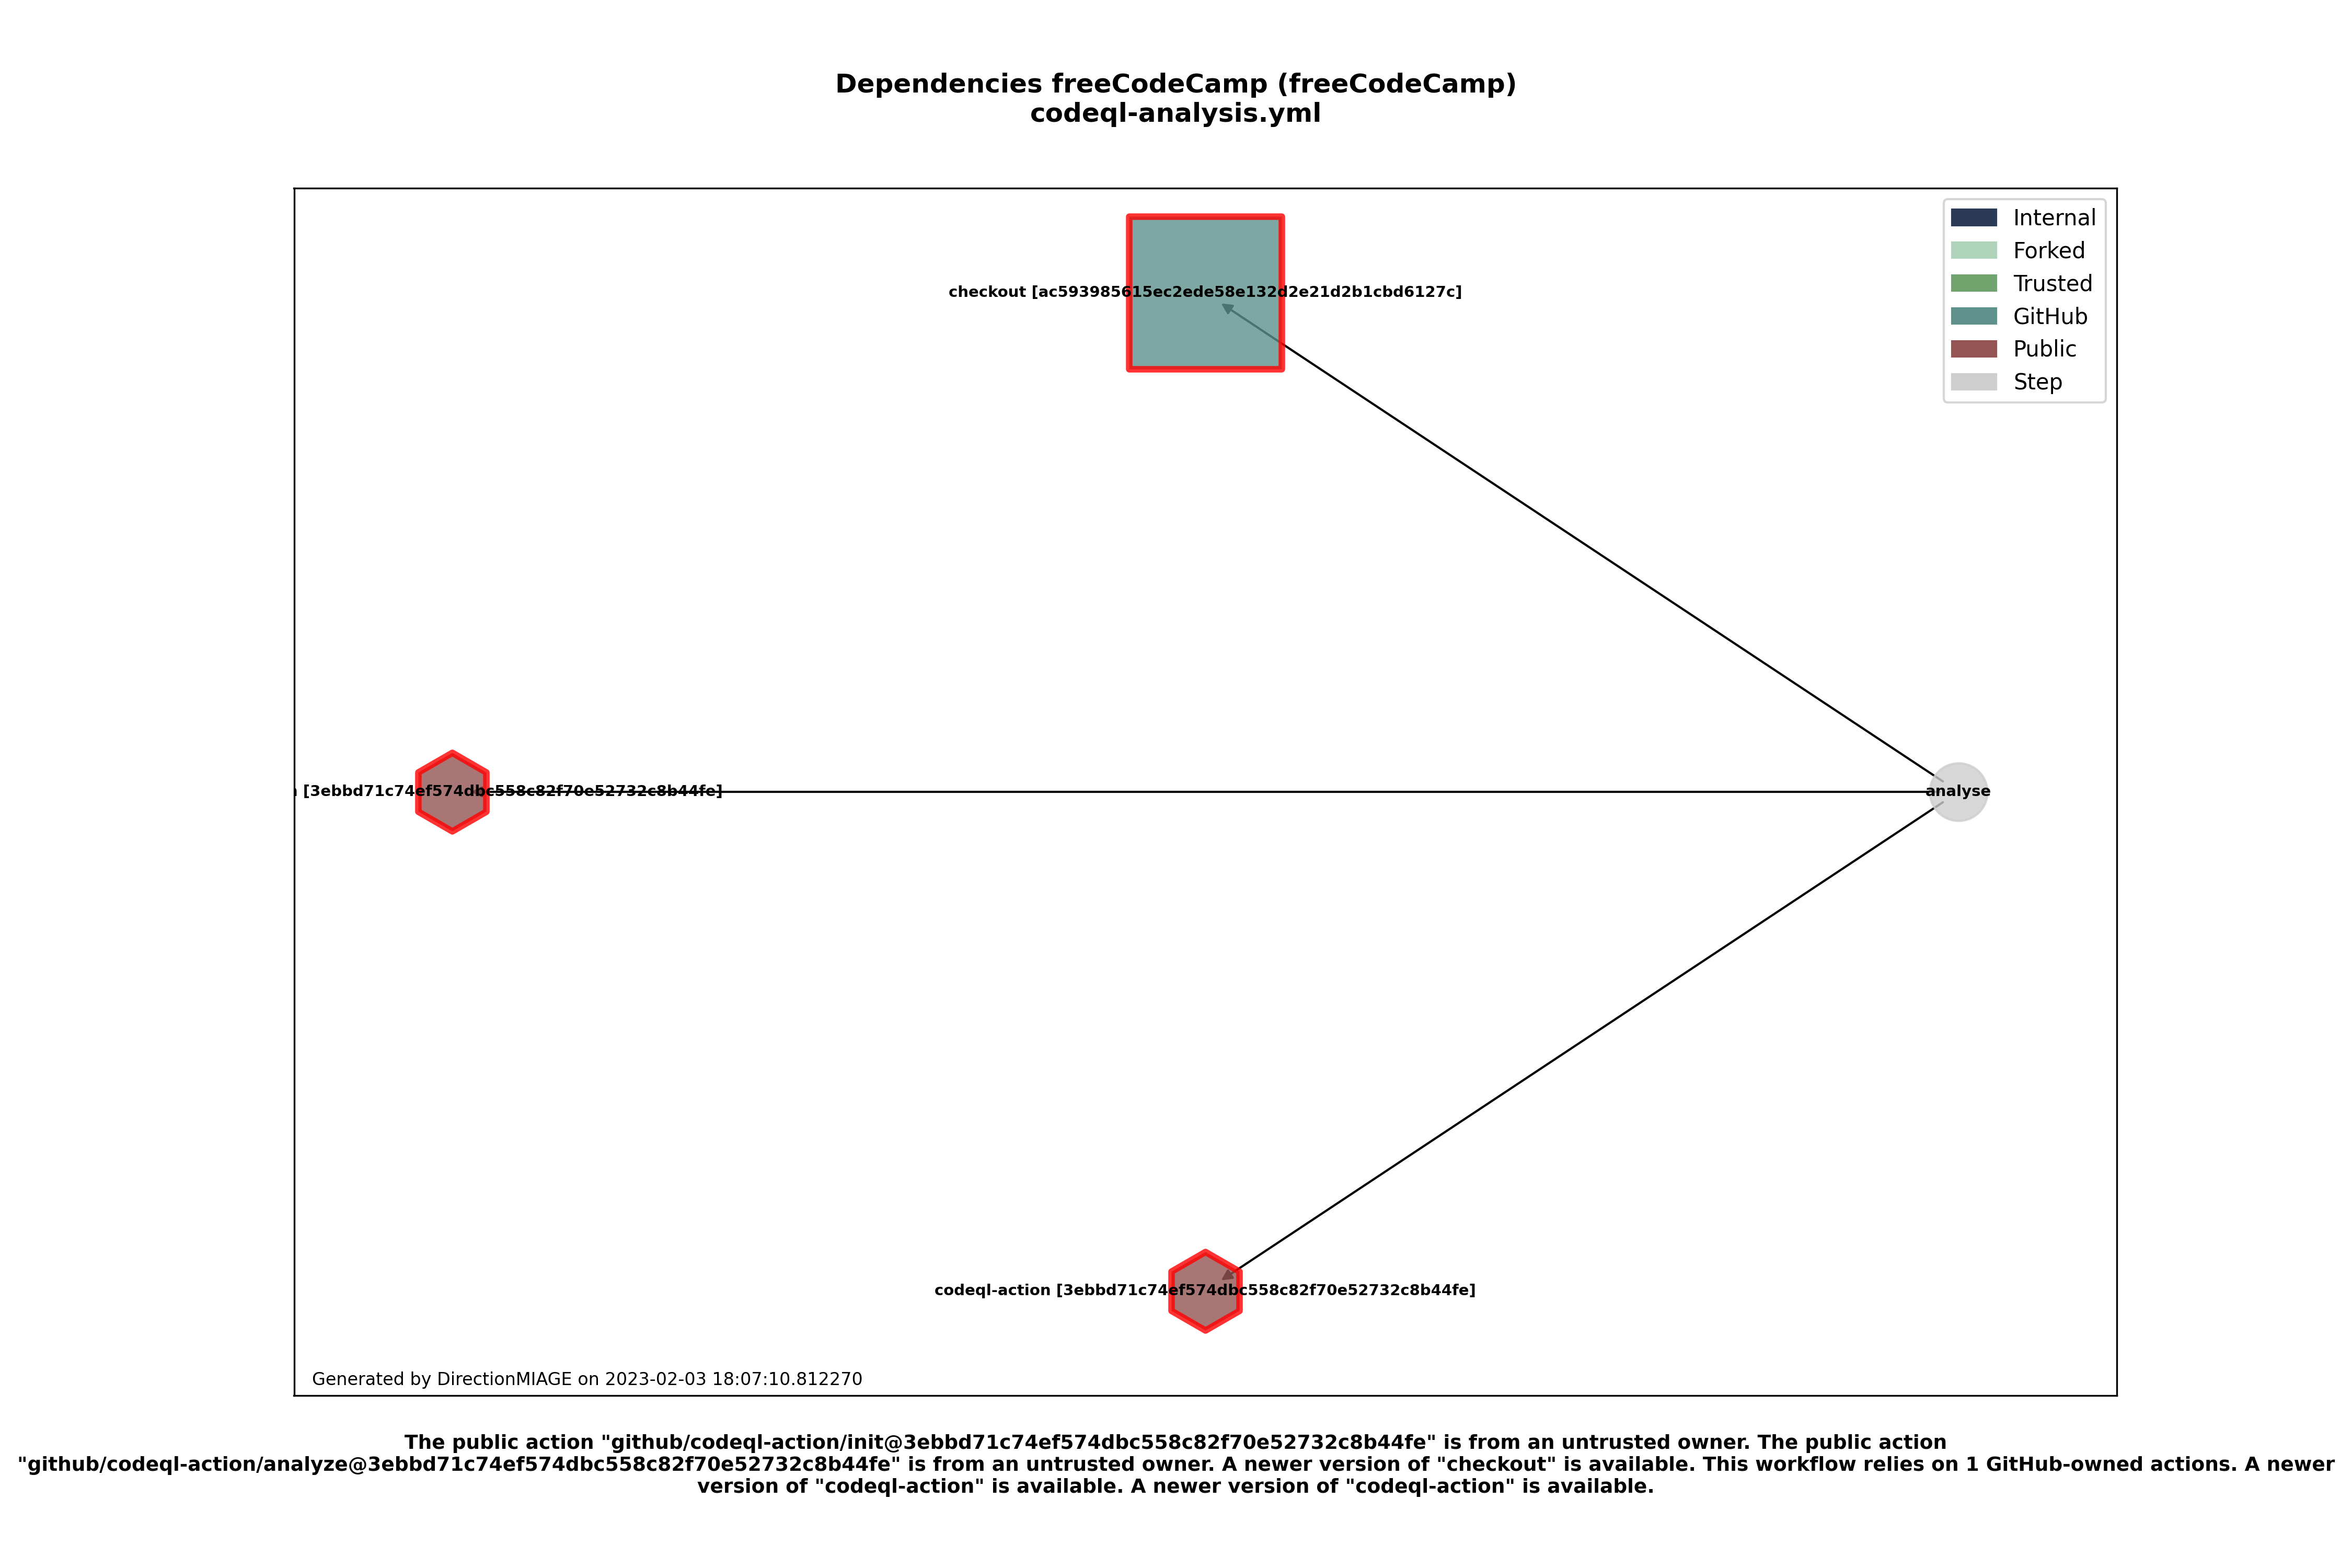 Dependencies freeCodeCamp (freeCodeCamp)
codeql-analysis.yml
Internal
Forked
Trusted
GitHub
Public
Step
checkout [ac593985615ec2ede58e132d2e21d2b1cbd6127c]
[3ebbd71c74ef574dbc558c82f70e52732c8b44fe]
analyse
codeql-action [3ebbd71c74ef574dbc558c82f70e52732c8b44fe]
Generated by DirectionMIAGE on 2023-02-03 18:07:10.812270
The public action "github/codeql-action/init@3ebbd71c74ef574dbc558c82f70e52732c8b44fe" is from an untrusted owner. The public action
"github/codeql-action/analyze@3ebbd71c74ef574dbc558c82f70e52732c8b44fe" is from an untrusted owner. A newer version of "checkout" is available. This workflow relies on 1 GitHub-owned actions. A newer
version of "codeql-action" is available. A newer version of "codeql-action" is available.